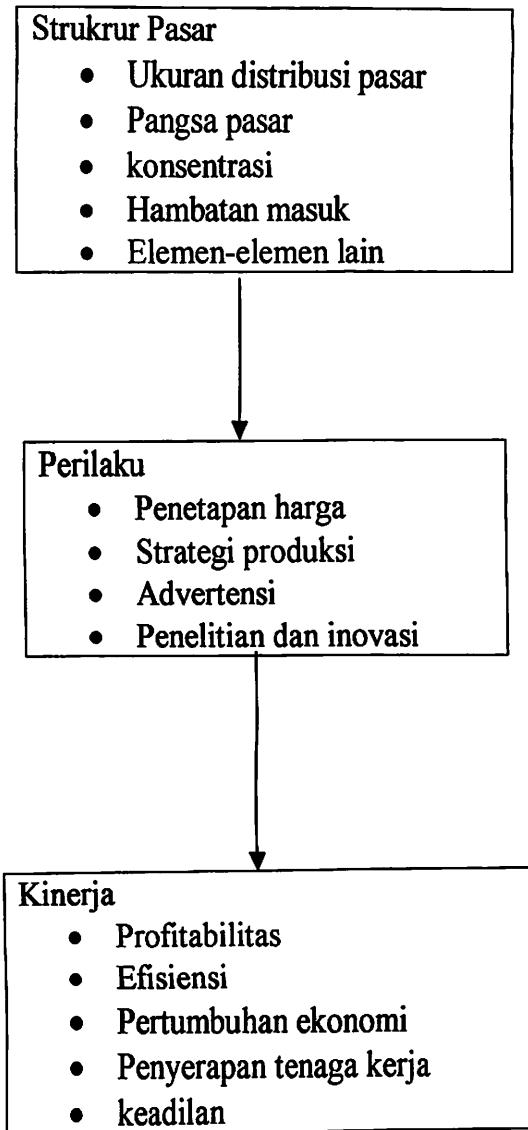 Strukrur Pasar
• Ukuran distribusi pasar
• Pangsa pasar
• konsentrasi
• Hambatan masuk
• Elemen-elemen lain
Perilaku
• Penetapan harga
• Strategi produksi
• Advertensi
• Penelitian dan inovasi
Kinerja
• Profitabilitas
• Efisiensi
• Pertumbuhan ekonomi
• Penyerapan tenaga kerja
• keadilan